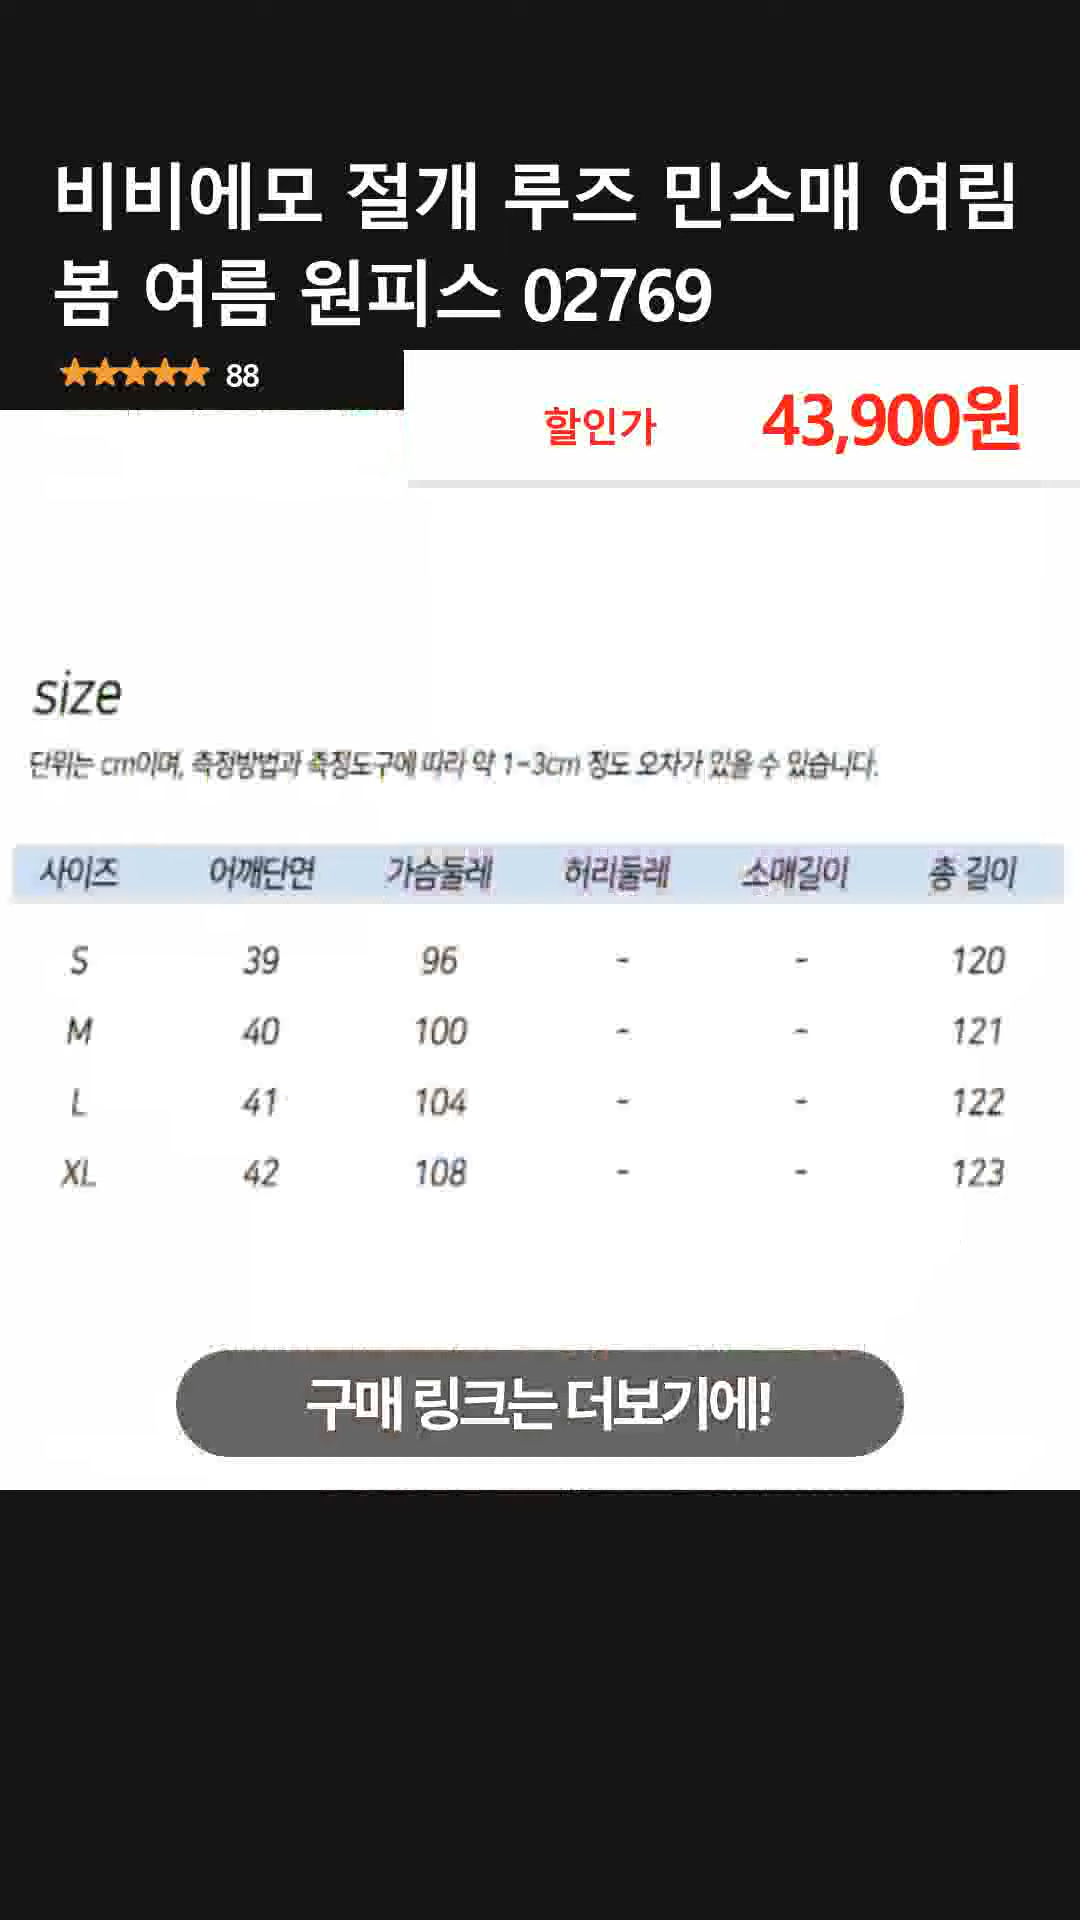 비비에모 절개 루즈 민소매 여림
봄 여름 원피스 02769
88
할인가 43,900원
size
단위는 cm이며, 측정방법과 측정도구에 따라 약 1-3cm 정도 오차가 있을 수 있습니다.
사이즈 어깨단면 가슴둘레 허리둘레 소매길이 총 길이
S 39 96 - - 120
M 40 100 - - 121
L 41 104 - - 122
XL 42 108 - - 123
구매 링크는 더보기에!